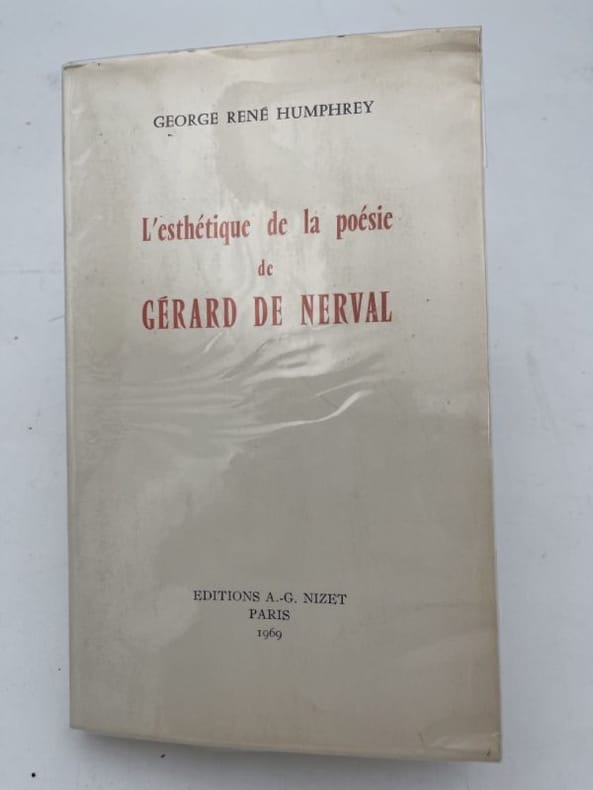 GEORGE RENÉ HUMPHREY
L'esthétique de la poésie
de
GÉRARD DE NERVAL
EDITIONS A.-G. NIZET
PARIS
1969